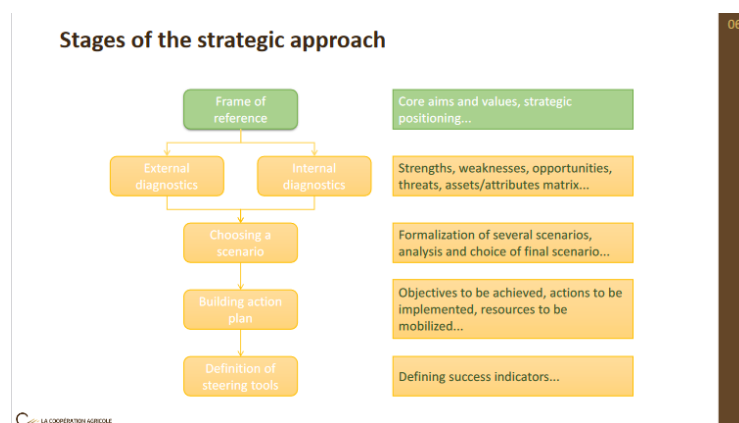 06
Stages of the strategic approach
Frame of
reference
Core aims and values, strategic
positioning...
External
diagnostics
Internal
diagnostics
Strengths, weaknesses, opportunities,
threats, assets/attributes matrix...
Choosing a
scenario
Formalization of several scenarios,
analysis and choice of final scenario...
Building action
plan
Objectives to be achieved, actions to be
implemented, resources to be
mobilized...
Definition of
steering tools
Defining success indicators...
LA COOPÉRATION AGRICOLE